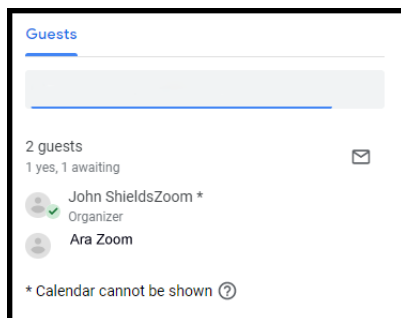 Guests
2 guests
1 yes, 1 awaiting
John ShieldsZoom *
Organizer
Ara Zoom
* Calendar cannot be shown ?